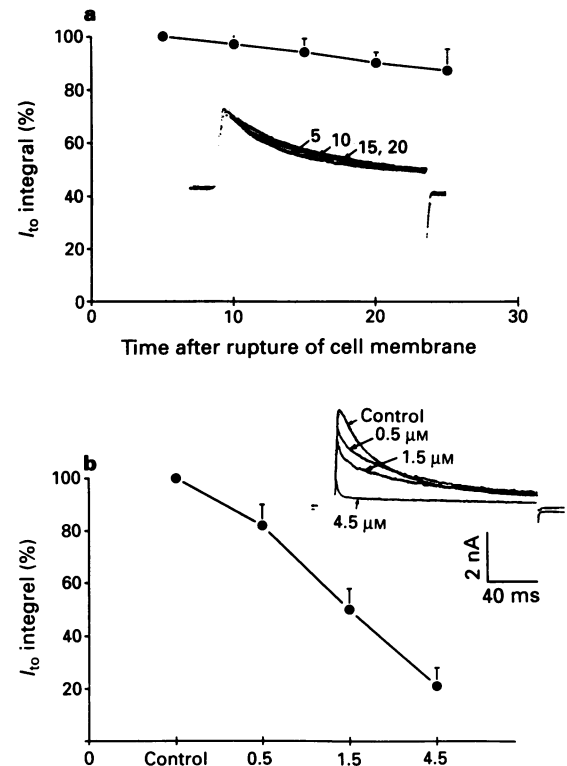 a
100
80
60
40
20
0
5
10
15, 20
0
10
20
30
I to integral (%)
Time after rupture of cell membrane
b
100
80
60
40
20
0
Control
0.5
1.5
4.5
I to integrel (%)
Control
0.5 μM
1.5 μM
4.5 μM
2 nA
40 ms